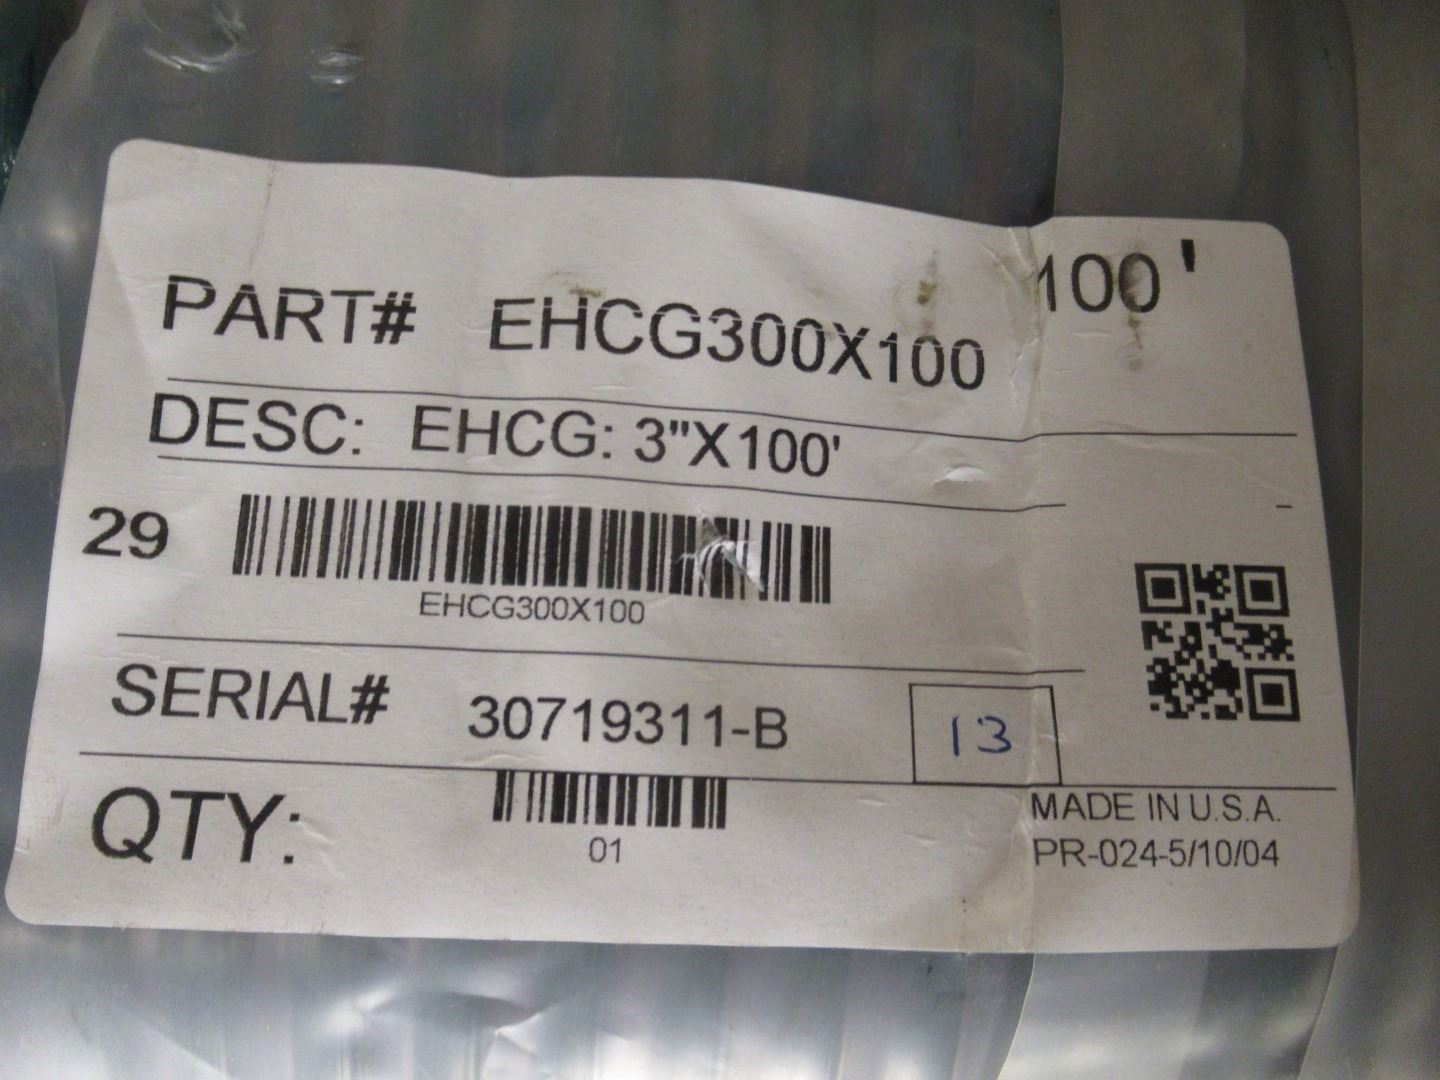 100'
PART# EHCG300X100
DESC: EHCG: 3"X100'
29
EHCG300X100
SERIAL# 30719311-B
13
QTY:
01
MADE IN U.S.A.
PR-024-5/10/04